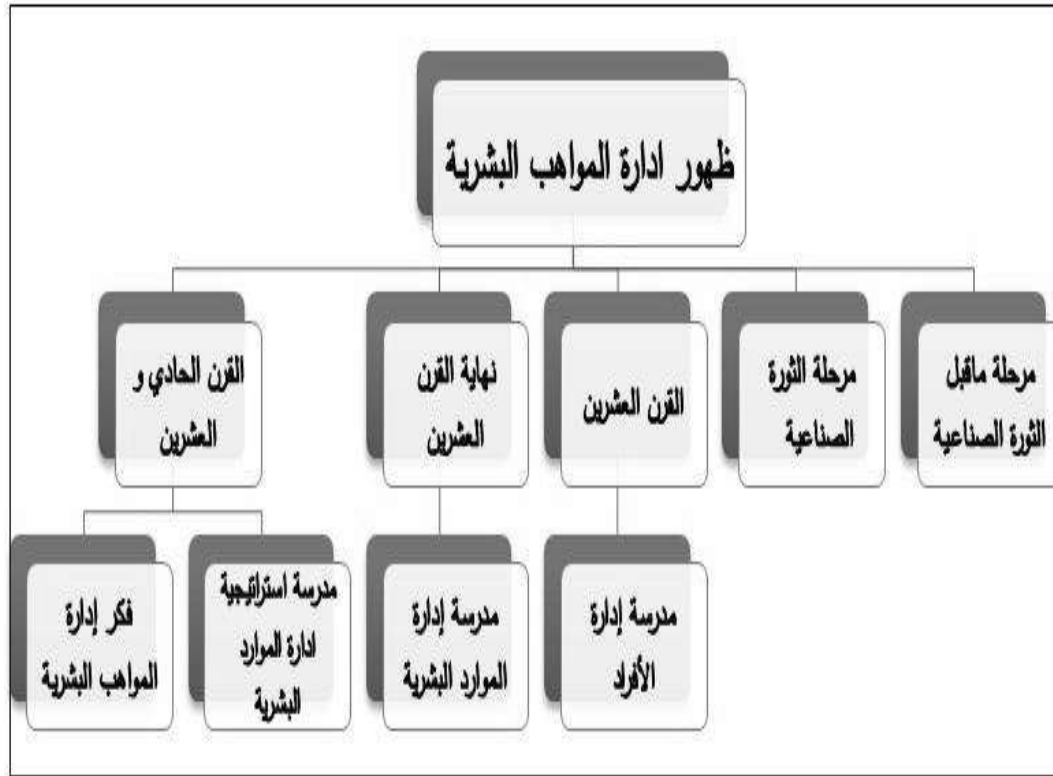 ظهور ادارة المواهب البشرية
مرحلة ماقبل
الثورة الصناعية
مرحلة الثورة
الصناعية
القرن العشرين
نهاية القرن
العشرين
القرن الحادي و
العشرين
مدرسة إدارة
الأفراد
مدرسة إدارة
الموارد البشرية
مدرسة استراتيجية
ادارة الموارد
البشرية
فكر إدارة
المواهب البشرية